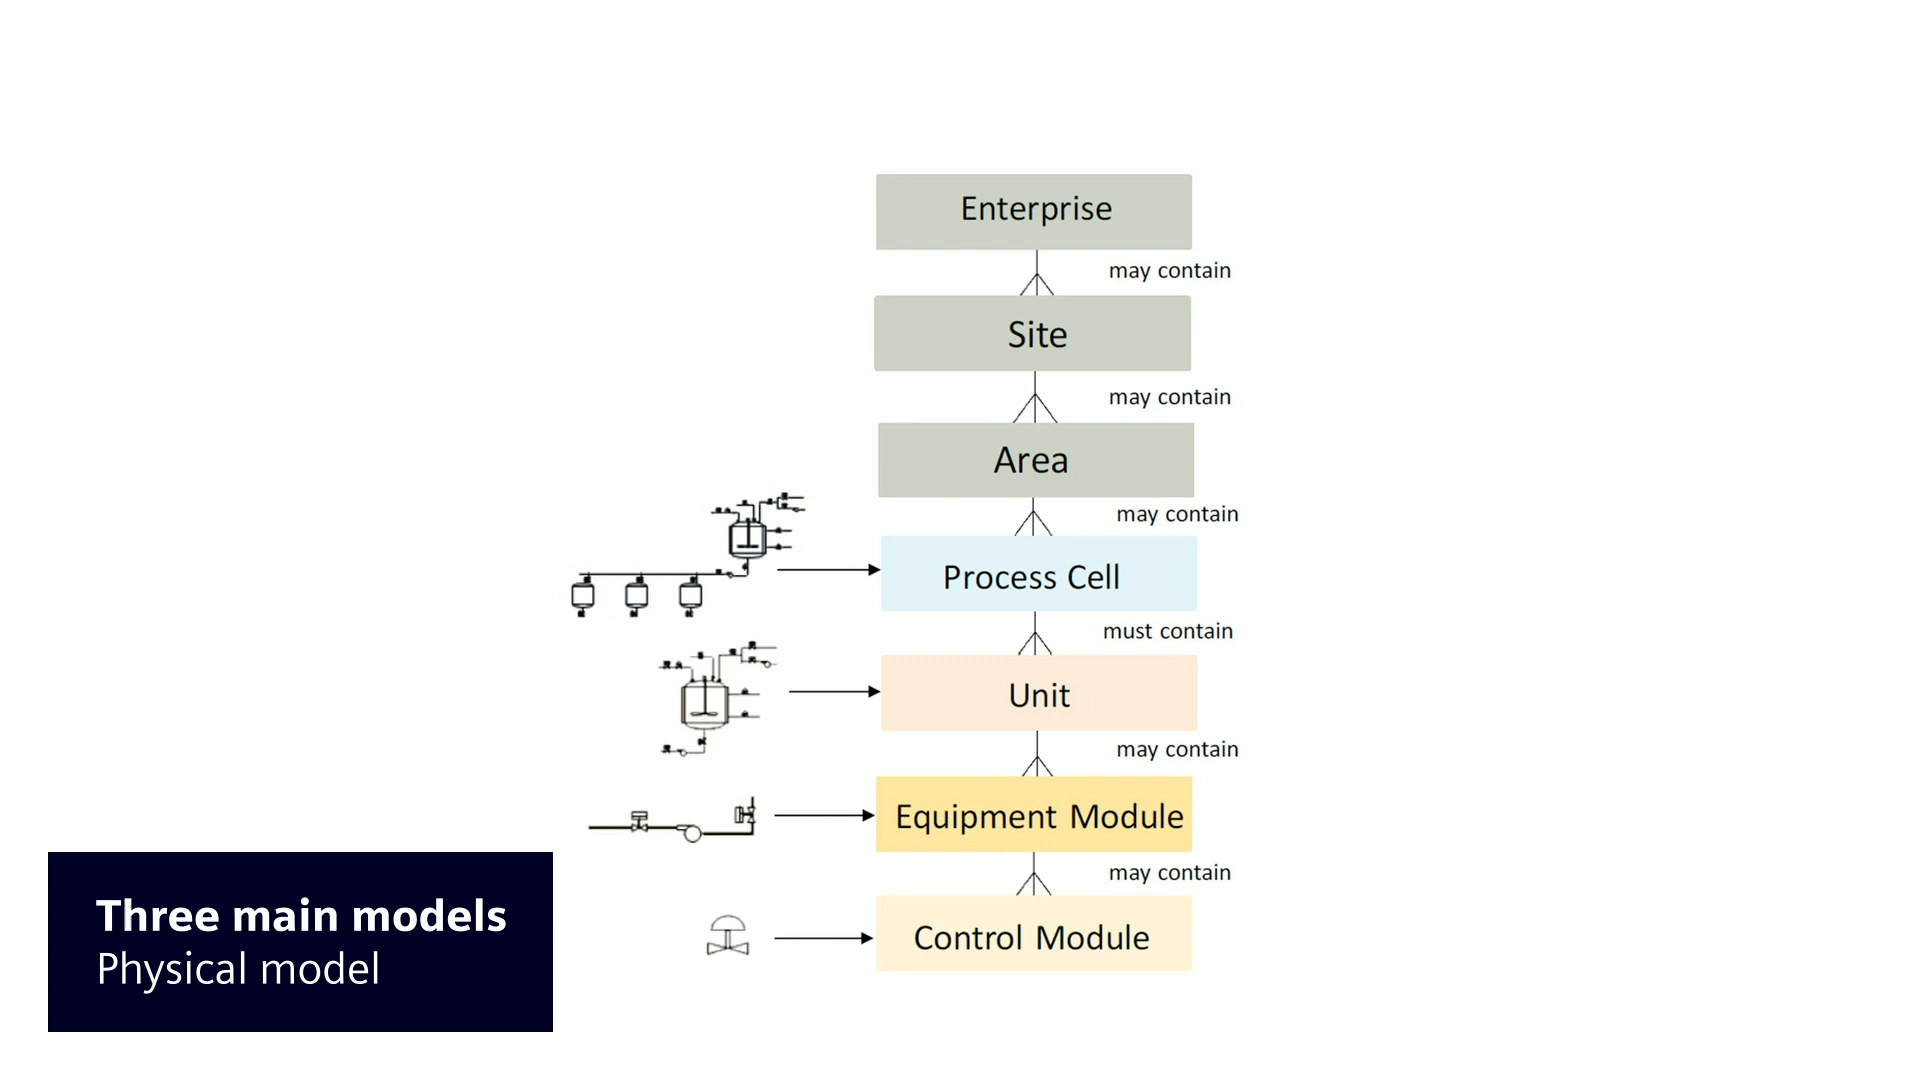 Enterprise
may contain
Site
may contain
Area
may contain
Process Cell
must contain
Unit
may contain
Equipment Module
may contain
Control Module
Three main models
Physical model